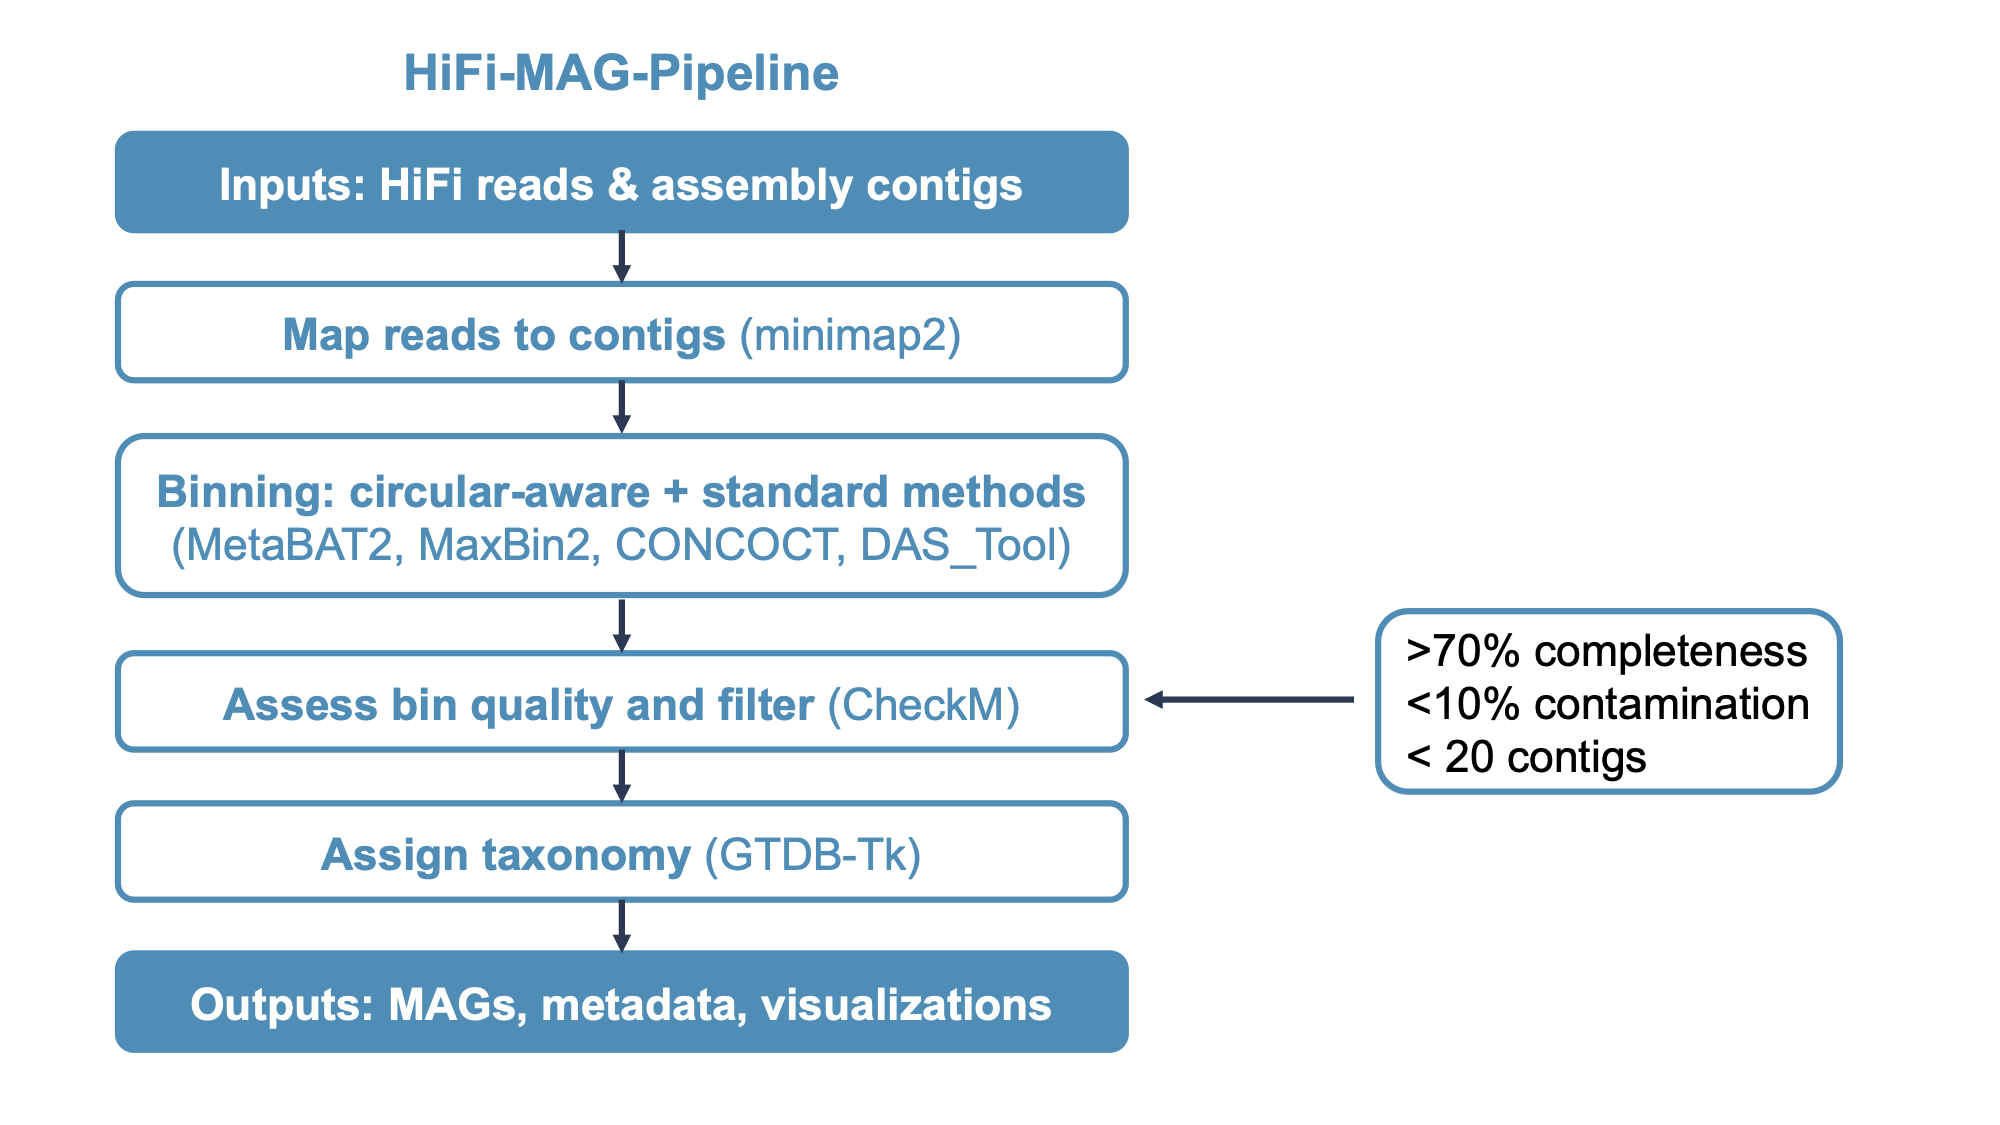 HiFi-MAG-Pipeline
Inputs: HiFi reads & assembly contigs
Map reads to contigs (minimap2)
Binning: circular-aware + standard methods
(MetaBAT2, MaxBin2, CONCOCT, DAS_Tool)
Assess bin quality and filter (CheckM)
>70% completeness
<10% contamination
< 20 contigs
Assign taxonomy (GTDB-Tk)
Outputs: MAGs, metadata, visualizations